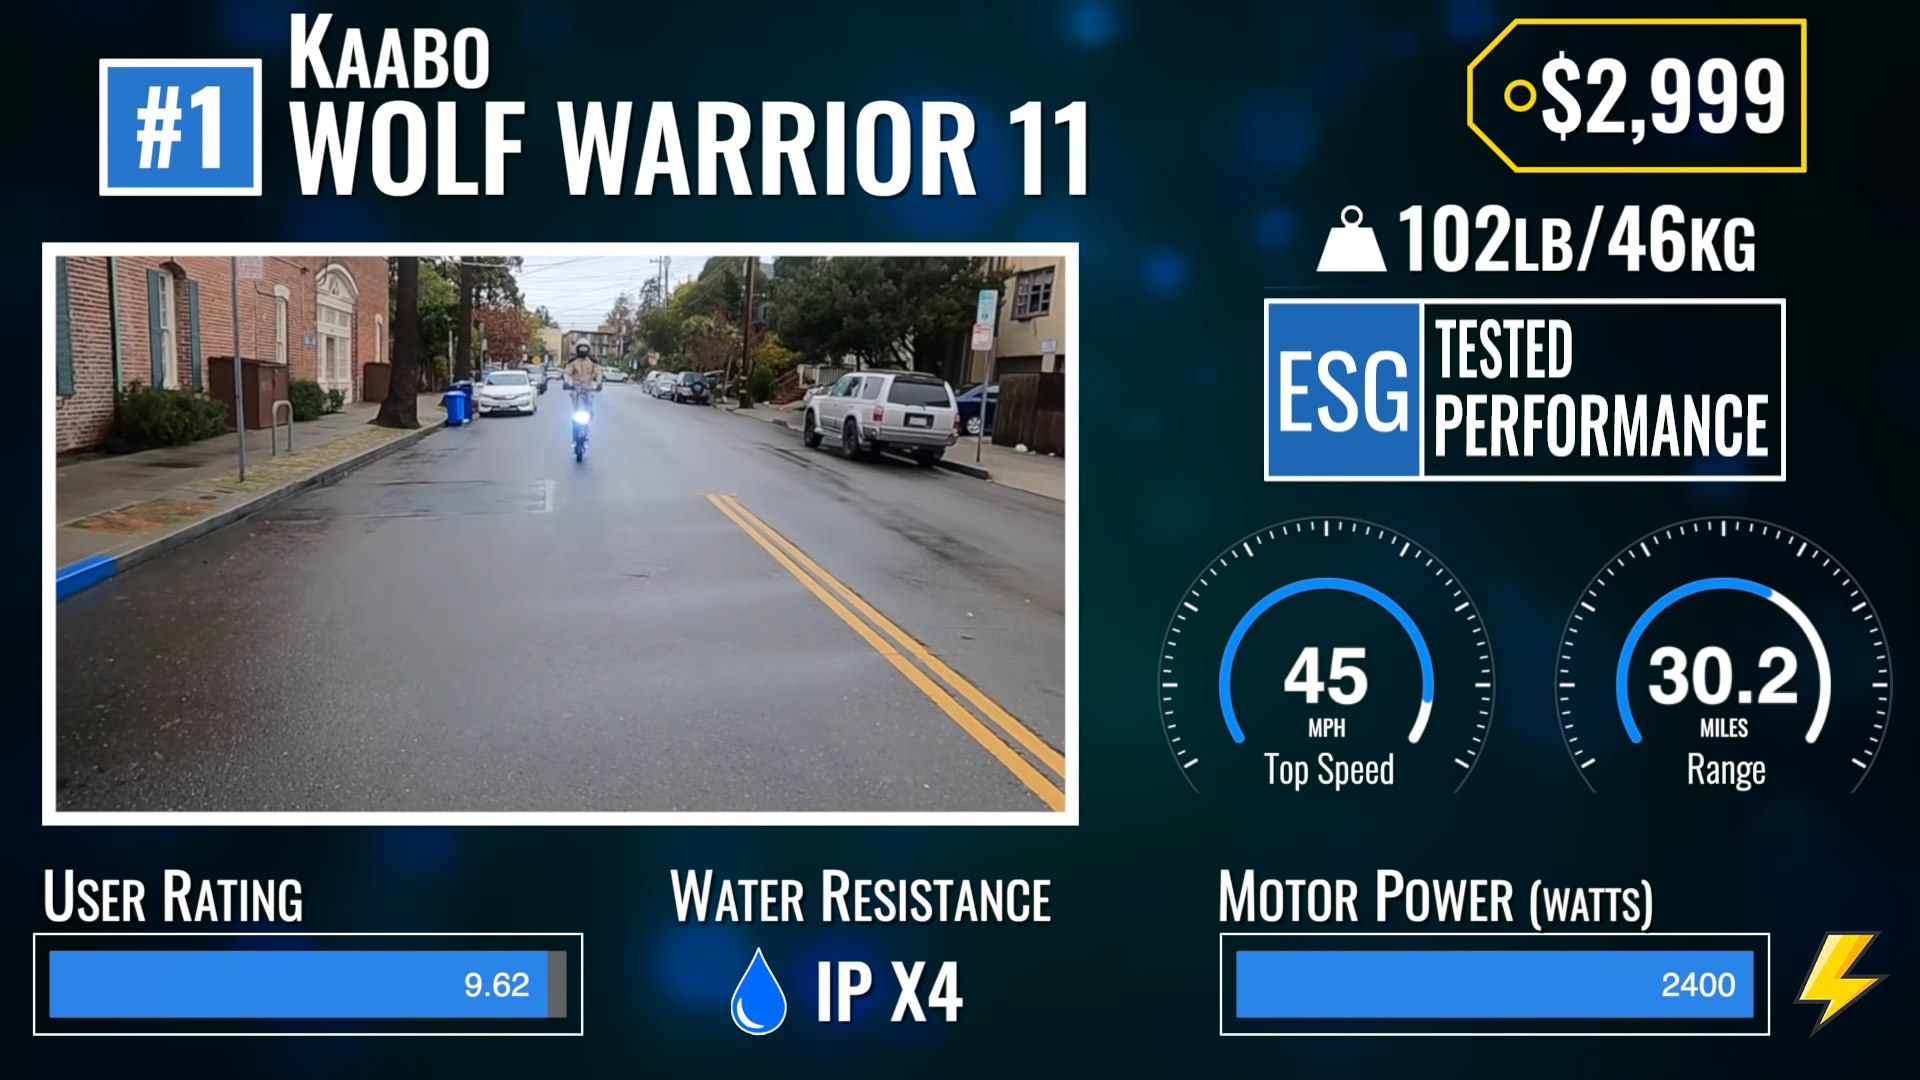 #1
KAABO
WOLF WARRIOR 11
$2,999
102LB/46KG
ESG
TESTED
PERFORMANCE
45
MPH
Top Speed
30.2
MILES
Range
USER RATING
9.62
WATER RESISTANCE
IP X4
MOTOR POWER (WATTS)
2400